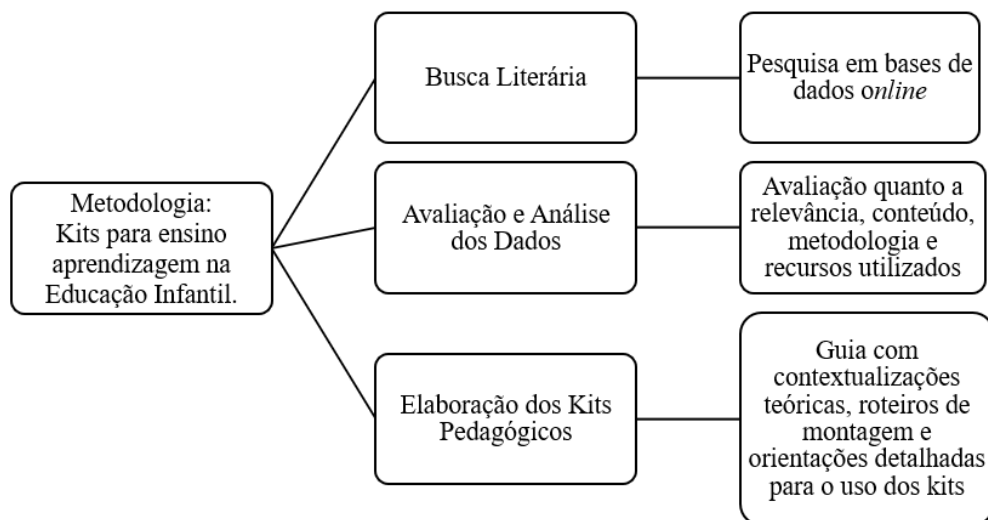 Metodologia:
Kits para ensino
aprendizagem na
Educação Infantil.
Busca Literária
Pesquisa em bases de
dados online
Avaliação e Análise
dos Dados
Avaliação quanto a
relevância, conteúdo,
metodologia e
recursos utilizados
Elaboração dos Kits
Pedagógicos
Guia com
contextualizações
teóricas, roteiros de
montagem e
orientações detalhadas
para o uso dos kits